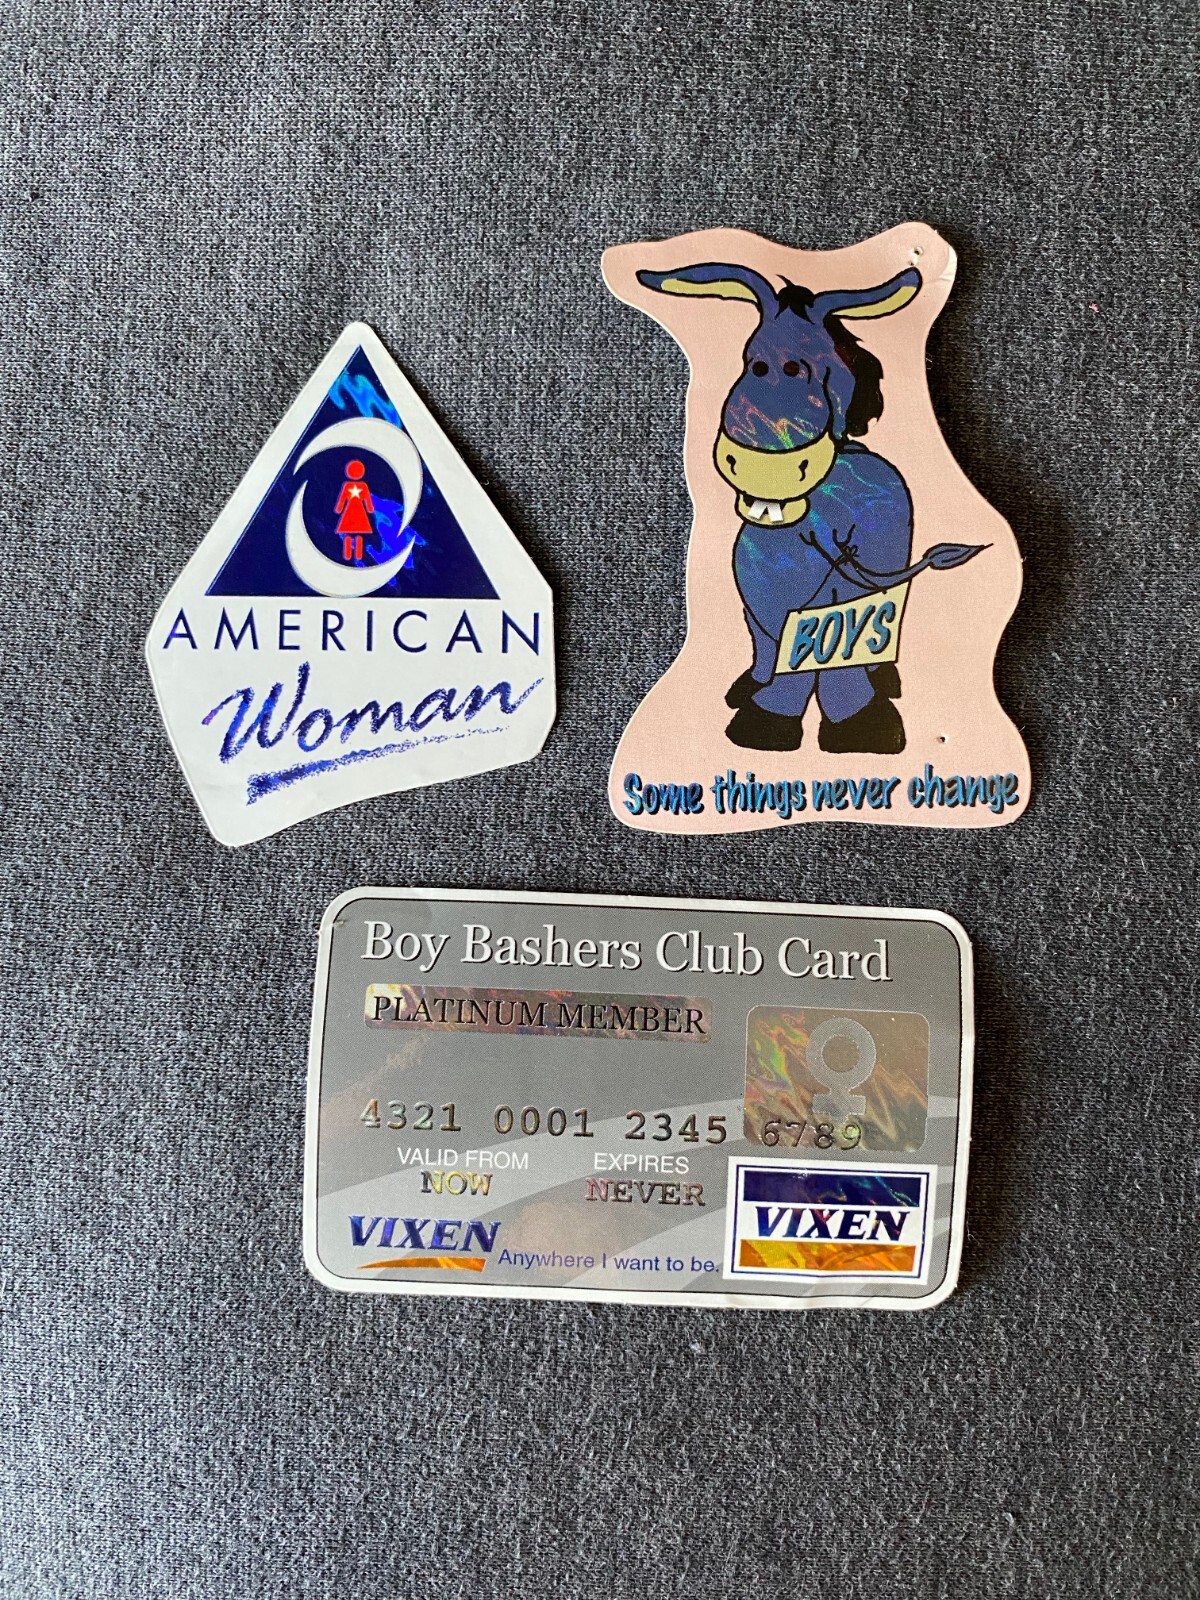 AMERICAN
Woman
BOYS
Some things never change
Boy Bashers Club Card
PLATINUM MEMBER
4321 0001 2345 6789
VALID FROM
NOW
EXPIRES
NEVER
VIXEN
Anywhere I want to be.
VIXEN